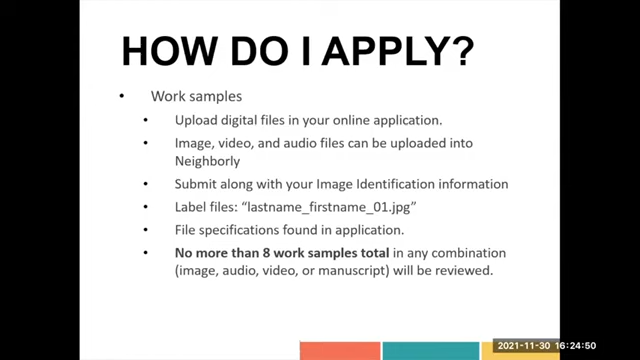 HOW DO I APPLY?
• Work samples
• Upload digital files in your online application.
• Image, video, and audio files can be uploaded into
Neighborly
• Submit along with your Image Identification information
• Label files: “lastname_firstname_01.jpg”
• File specifications found in application.
• No more than 8 work samples total in any combination
(image, audio, video, or manuscript) will be reviewed.
2021-11-30 16:24:50